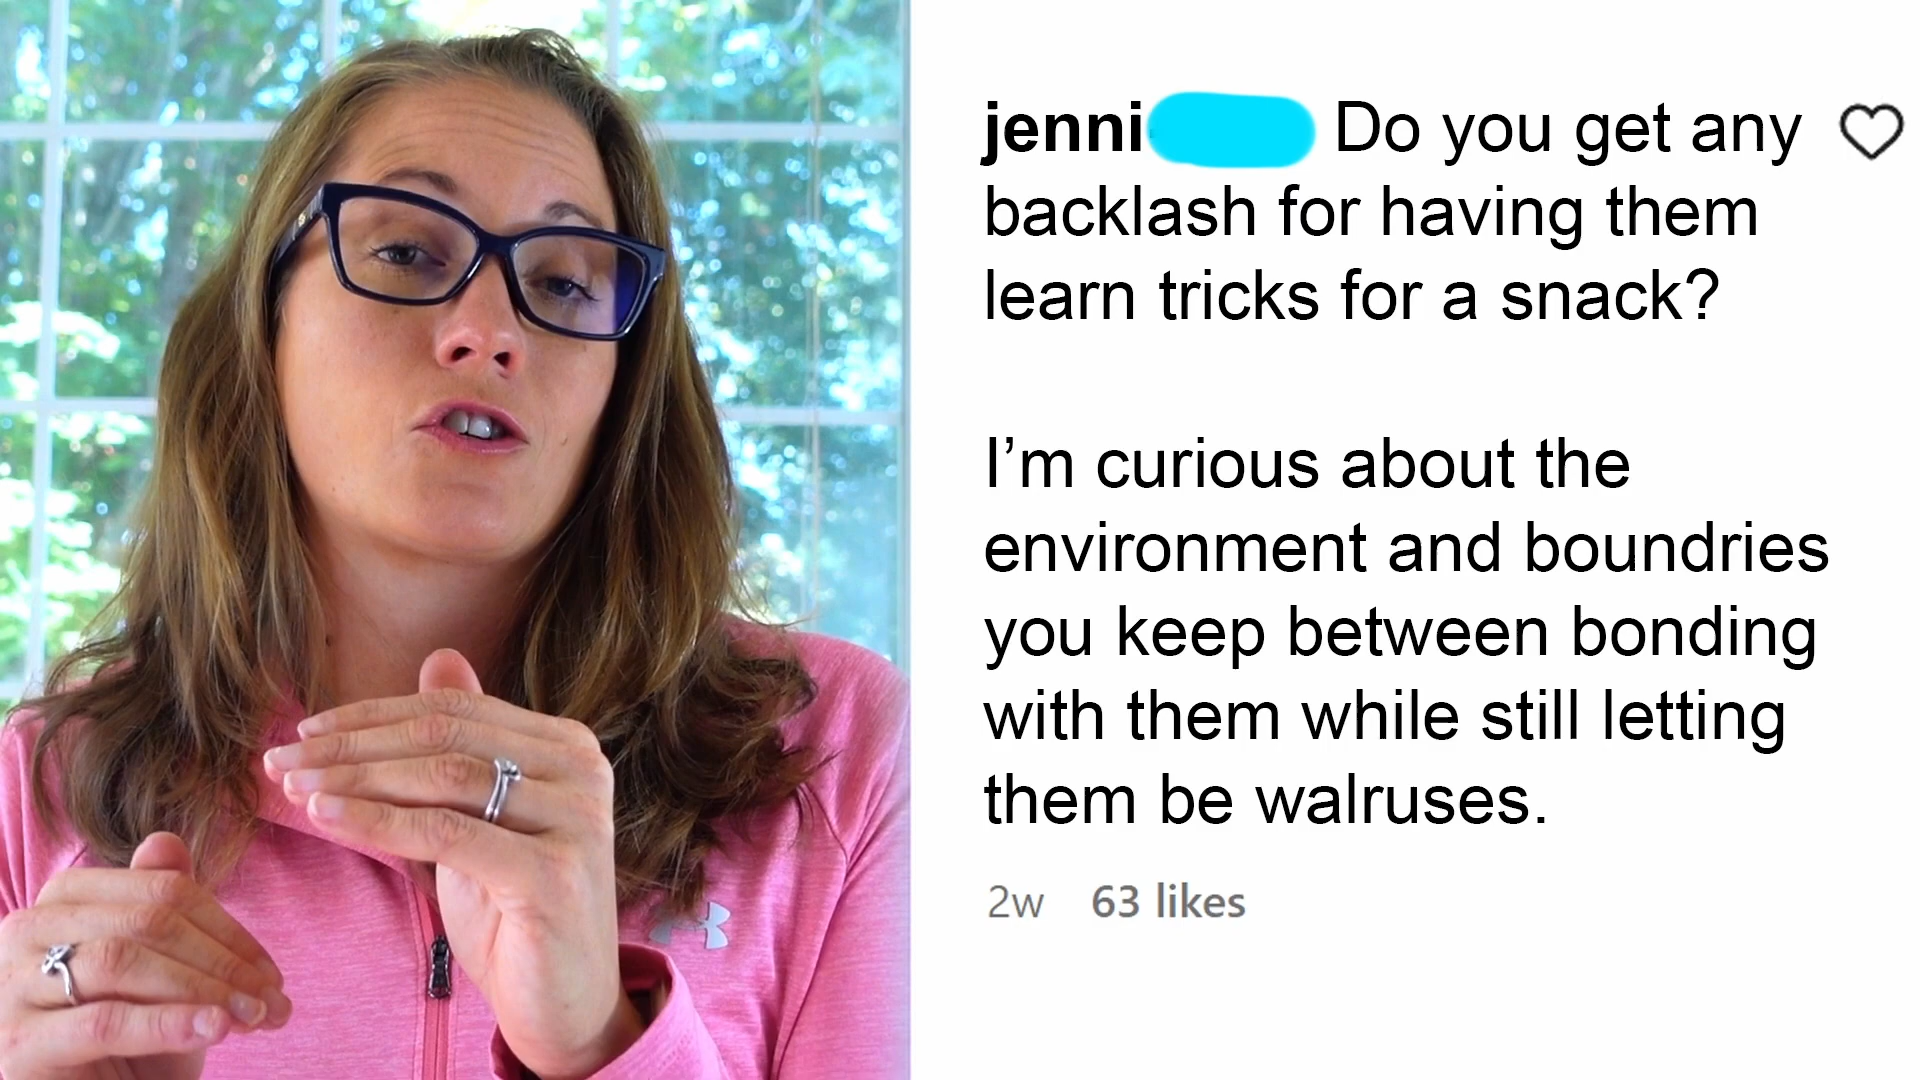 jenni Do you get any
backlash for having them
learn tricks for a snack?
I’m curious about the
environment and boundries
you keep between bonding
with them while still letting
them be walruses.
2w 63 likes